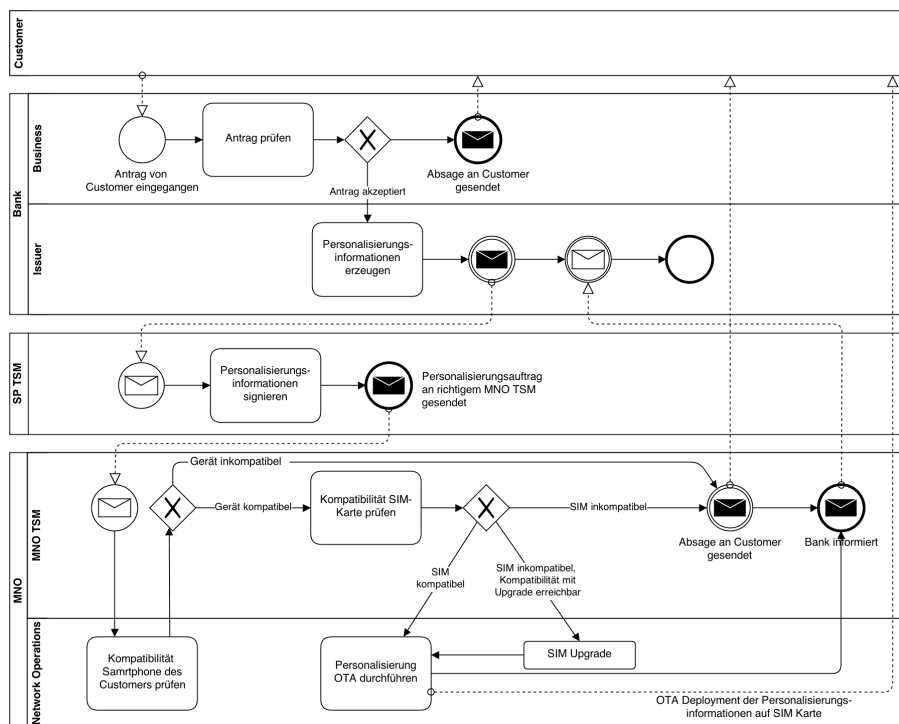 Customer
Bank
Business
Antrag von
Customer eingegangen
Antrag prüfen
Antrag akzeptiert
Absage an Customer
gesendet
Issuer
Personalisierungs-
informationen
erzeugen
SP TSM
Personalisierungs-
informationen
signieren
Personalisierungsauftrag
an richtigem MNO TSM
gesendet
MNO
MNO TSM
Gerät inkompatibel
Gerät kompatibel
Kompatibilität SIM-
Karte prüfen
SIM inkompatibel
SIM
kompatibel
SIM inkompatibel,
Kompatibilität mit
Upgrade erreichbar
Absage an Customer
gesendet
Bank informiert
Network Operations
Kompatibilität
Samrtphone des
Customers prüfen
Personalisierung
OTA durchführen
SIM Upgrade
OTA Deployment der Personalisierungs-
informationen auf SIM Karte